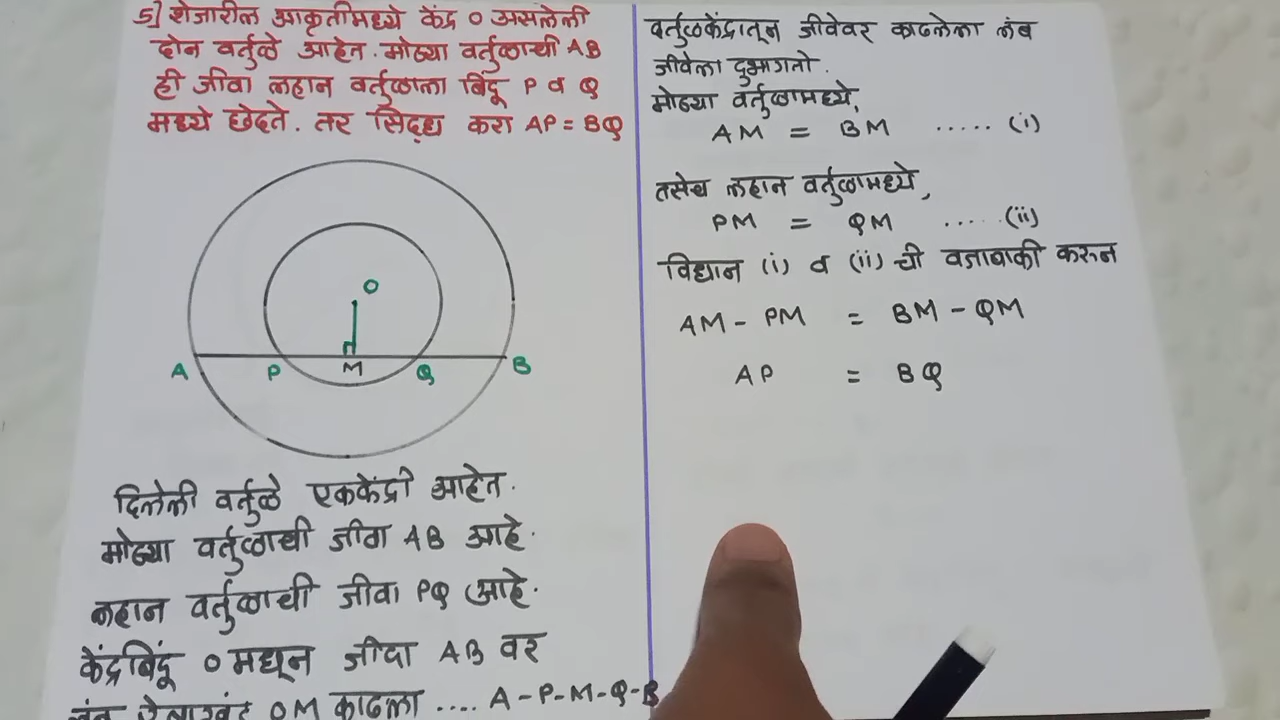 5) शेजारील आकृतीमध्ये केंद्र O असलेली
दोन वर्तुळे आहेत. मोठ्या वर्तुळाची AB
ही जीवा लहान वर्तुळाला बिंदू P व Q
मध्ये छेदते. तर सिद्ध करा AP = BQ
O
A P M Q B
दिलेली वर्तुळे एककेंद्री आहेत.
मोठ्या वर्तुळाची जीवा AB आहे.
लहान वर्तुळाची जीवा PQ आहे.
केंद्रबिंदू O मधून जीवा AB वर
लंब रेषाखंड OM काढला .... A-P-M-Q-B
वर्तुळकेंद्रातून जीवेवर काढलेला लंब
जीवेला दुभागतो.
मोठ्या वर्तुळामध्ये,
AM = BM ..... (i)
तसेच लहान वर्तुळामध्ये,
PM = QM ..... (ii)
विधान (i) व (ii) ची वजाबाकी करून
AM - PM = BM - QM
AP = BQ